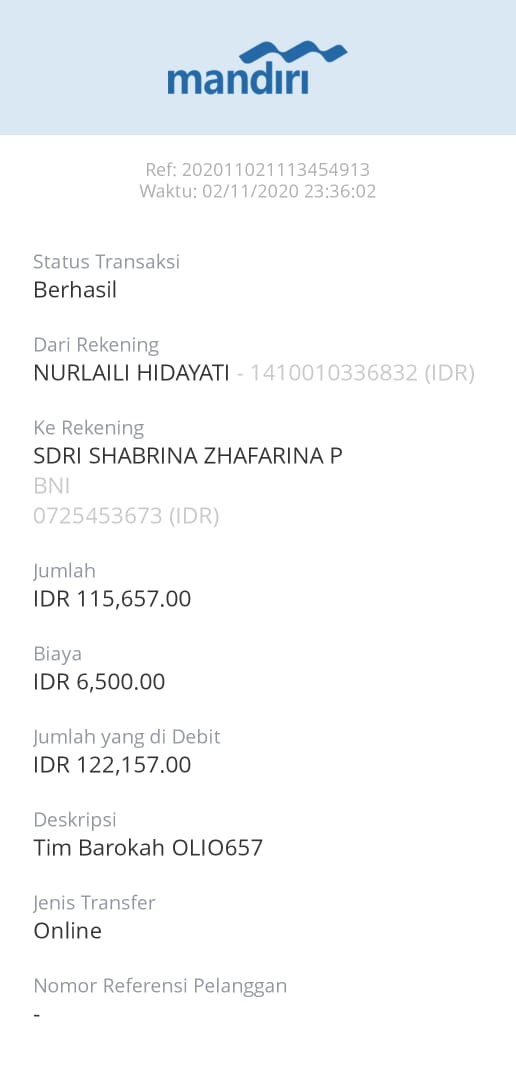 mandiri
Ref: 202011021113454913
Waktu: 02/11/2020 23:36:02
Status Transaksi
Berhasil
Dari Rekening
NURLAILI HIDAYATI - 1410010336832 (IDR)
Ke Rekening
SDRI SHABRINA ZHAFARINA P
BNI
0725453673 (IDR)
Jumlah
IDR 115,657.00
Biaya
IDR 6,500.00
Jumlah yang di Debit
IDR 122,157.00
Deskripsi
Tim Barokah OLIO657
Jenis Transfer
Online
Nomor Referensi Pelanggan
-